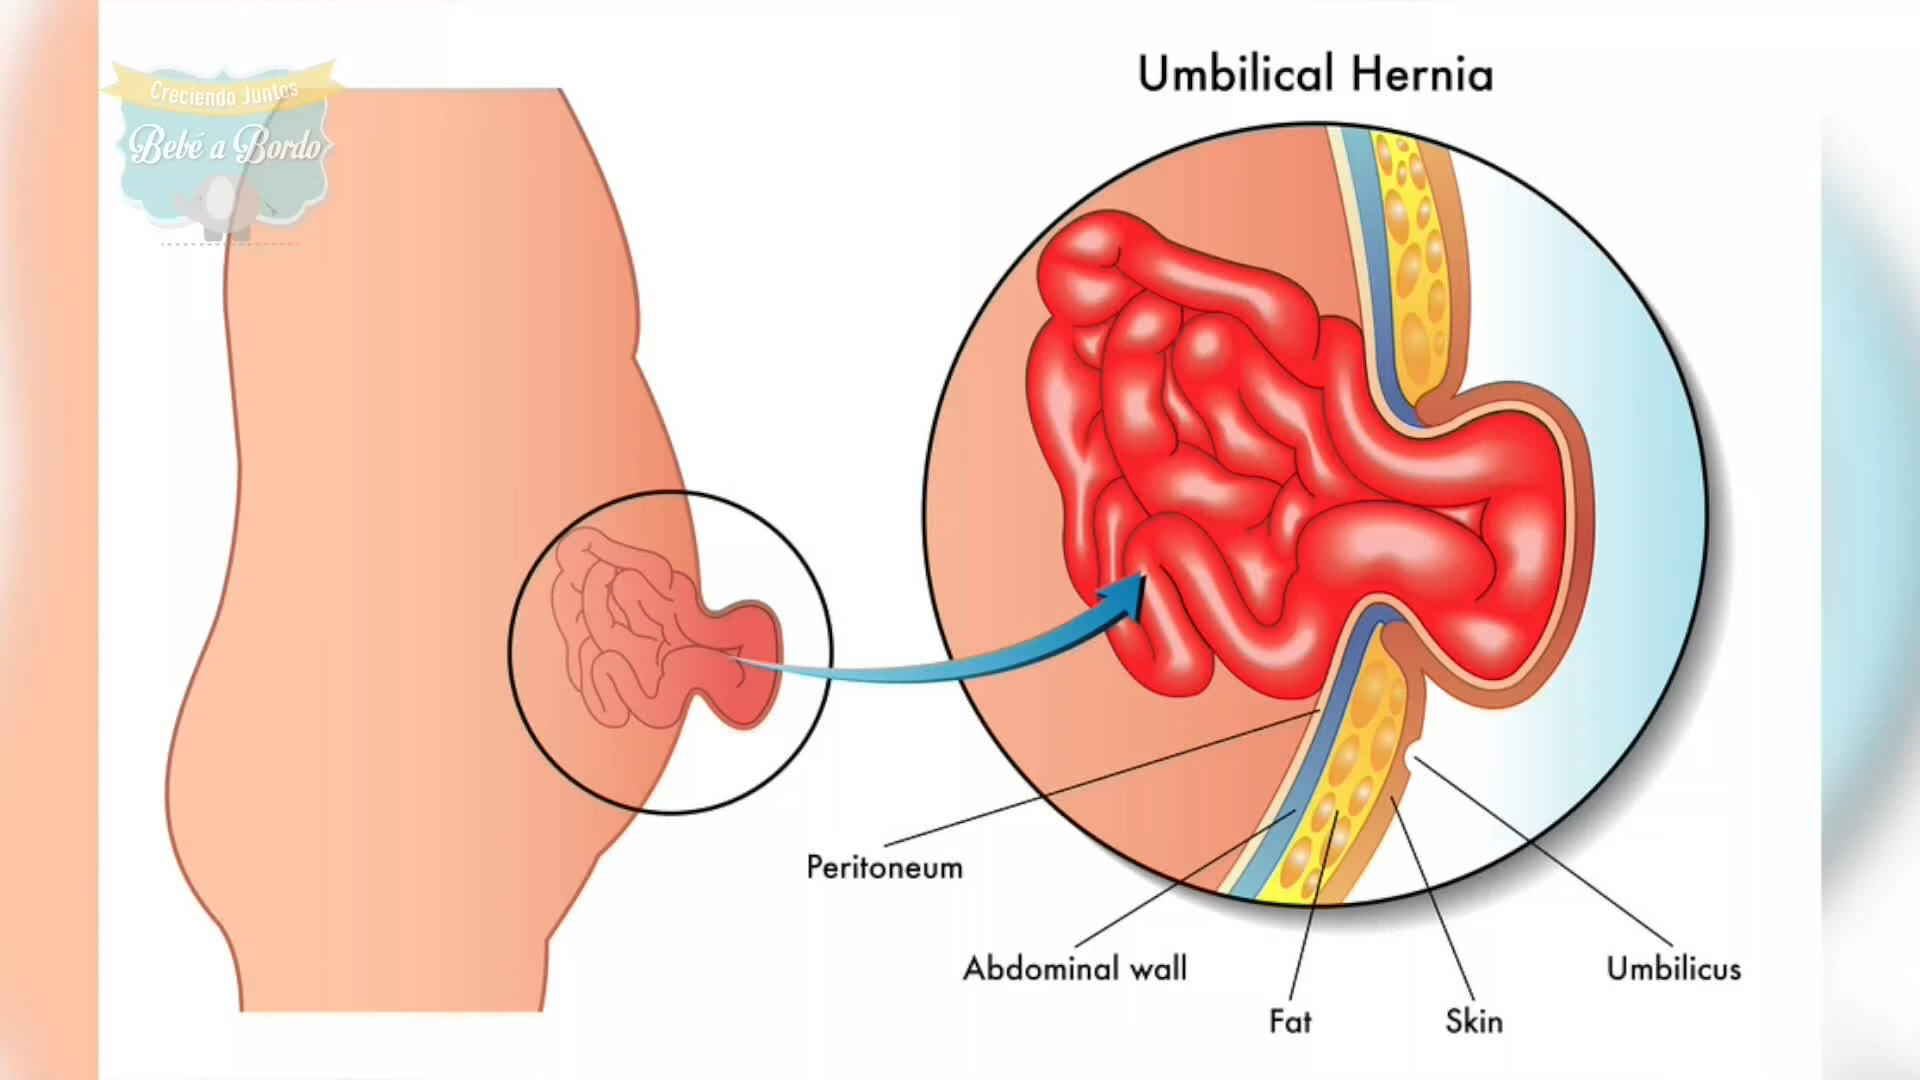 Creciendo Juntos
Bebé a Bordo
Umbilical Hernia
Peritoneum
Abdominal wall
Umbilicus
Fat
Skin